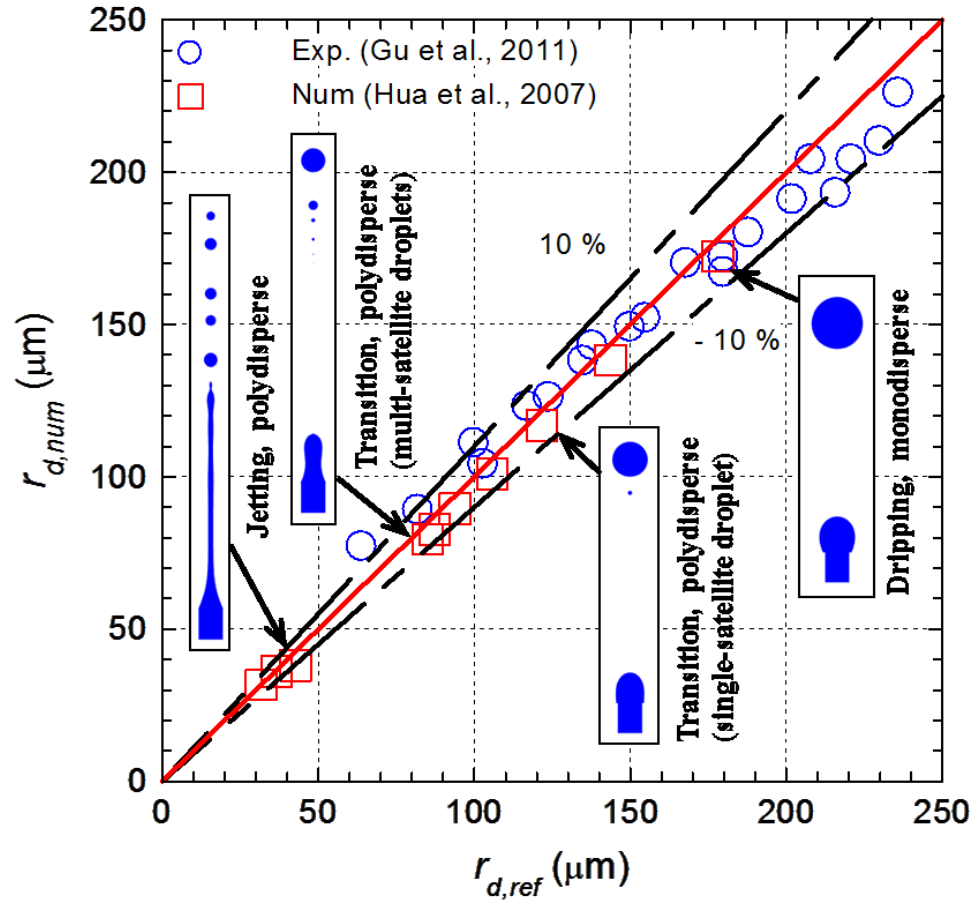 Exp. (Gu et al., 2011)
Num (Hua et al., 2007)
250
200
150
100
50
0
0
50
100
150
200
250
r_d,num (μm)
r_d,ref (μm)
10 %
- 10 %
Jetting, polydisperse
Transition, polydisperse
(multi-satellite droplets)
Transition, polydisperse
(single-satellite droplet)
Dripping, monodisperse